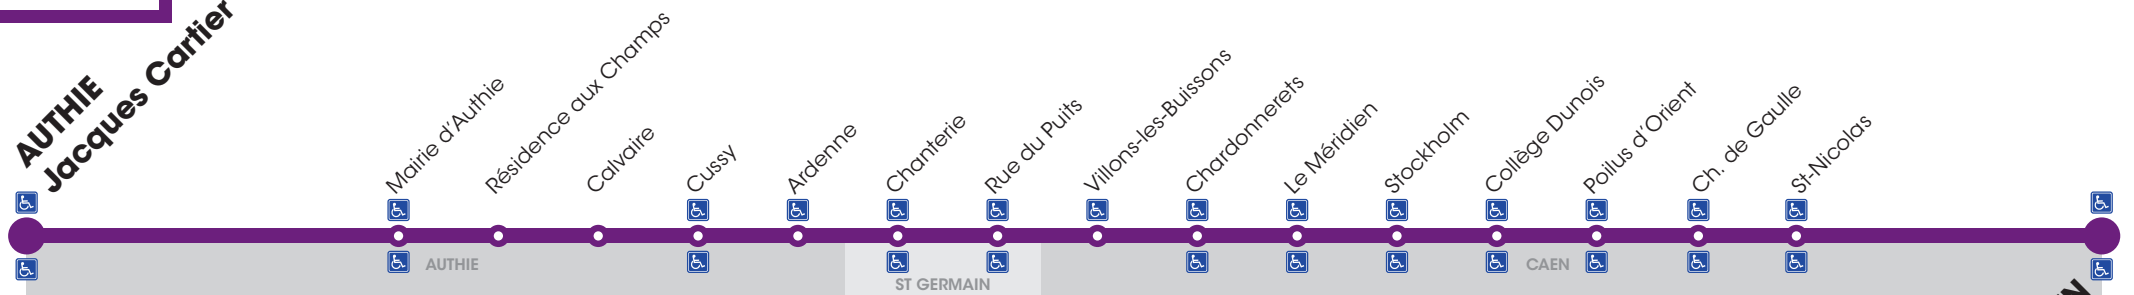 AUTHIE
Jacques Cartier
Mairie d'Authie
Résidence aux Champs
Calvaire
Cussy
Ardenne
Chanterie
Rue du Puits
Villons-les-Buissons
Chardonnerets
Le Méridien
Stockholm
Collège Dunois
Poilus d'Orient
Ch. de Gaulle
St-Nicolas
AUTHIE
ST GERMAIN
CAEN